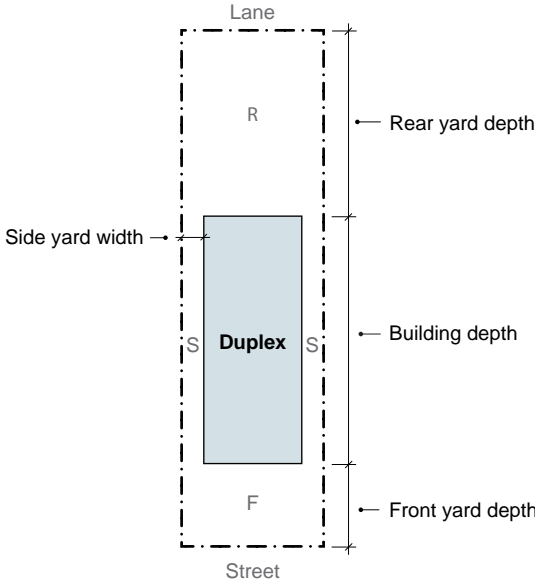 Lane
R
Rear yard depth
Side yard width
S
Duplex
S
Building depth
F
Front yard depth
Street